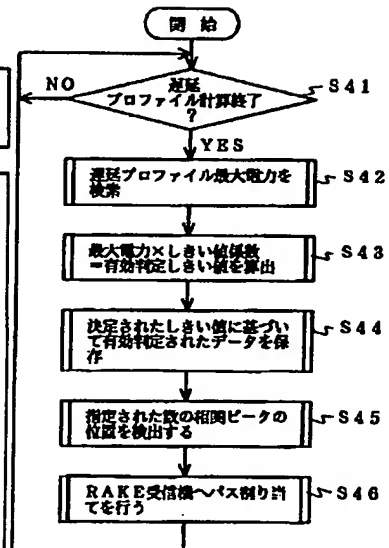 開 始
NO
遅延
プロファイル計算終了
?
S41
YES
遅延プロファイル最大電力を
検索
S42
最大電力×しきい値係数
=有効判定しきい値を算出
S43
決定されたしきい値に基づい
て有効判定されたデータを保
存
S44
指定された数の相関ピークの
位置を検出する
S45
RAKE受信機へパス割り当
てを行う
S46